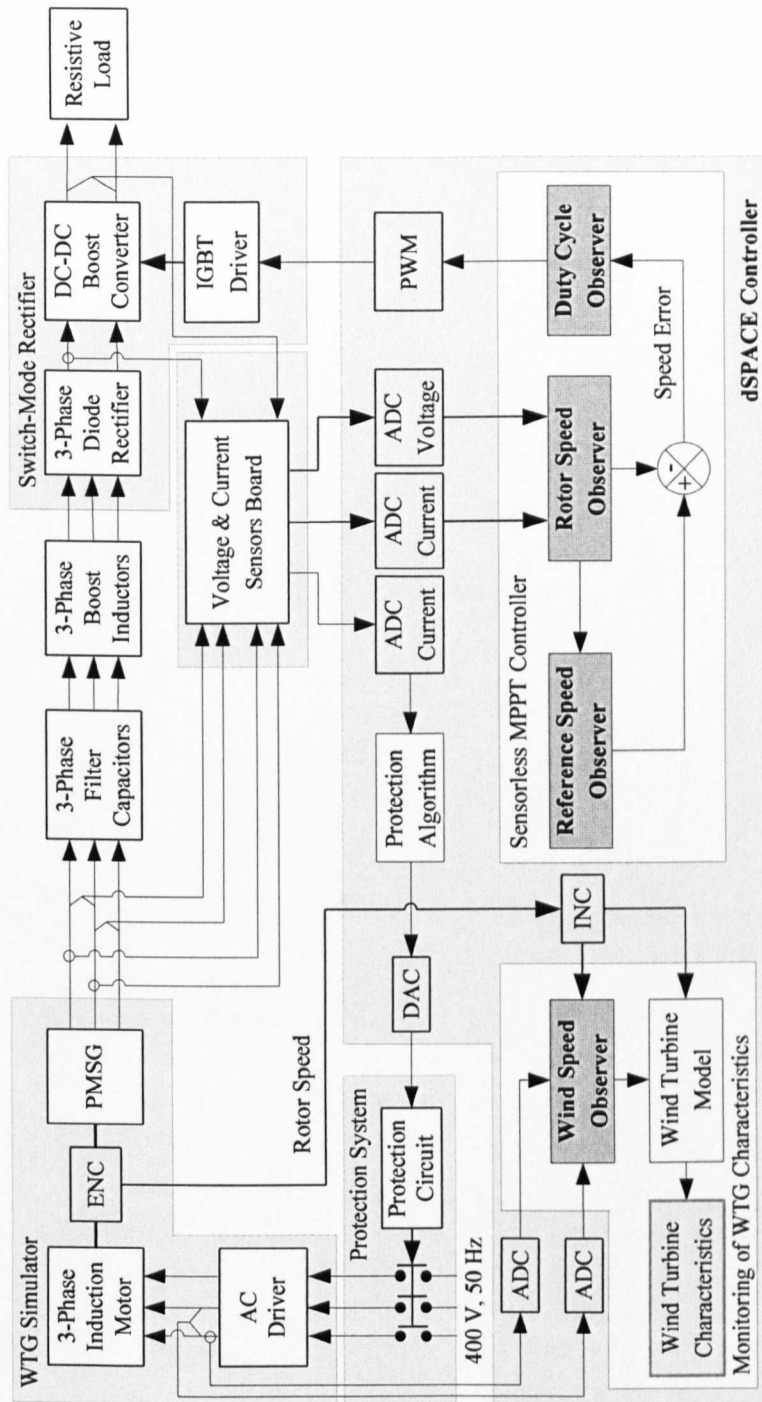 WTG Simulator
3-Phase
Induction
Motor
ENC
PMSG
3-Phase
Filter
Capacitors
3-Phase
Boost
Inductors
Switch-Mode Rectifier
3-Phase
Diode
Rectifier
DC-DC
Boost
Converter
Resistive
Load
AC
Driver
Rotor Speed
Voltage & Current
Sensors Board
IGBT
Driver
Protection System
400 V, 50 Hz
Protection
Circuit
DAC
Protection
Algorithm
ADC
Current
ADC
Current
ADC
Voltage
PWM
ADC
ADC
Wind Speed
Observer
INC
Wind Turbine
Characteristics
Wind Turbine
Model
Monitoring of WTG Characteristics
Sensorless MPPT Controller
Reference Speed
Observer
Rotor Speed
Observer
Duty Cycle
Observer
+
-
Speed Error
dSPACE Controller